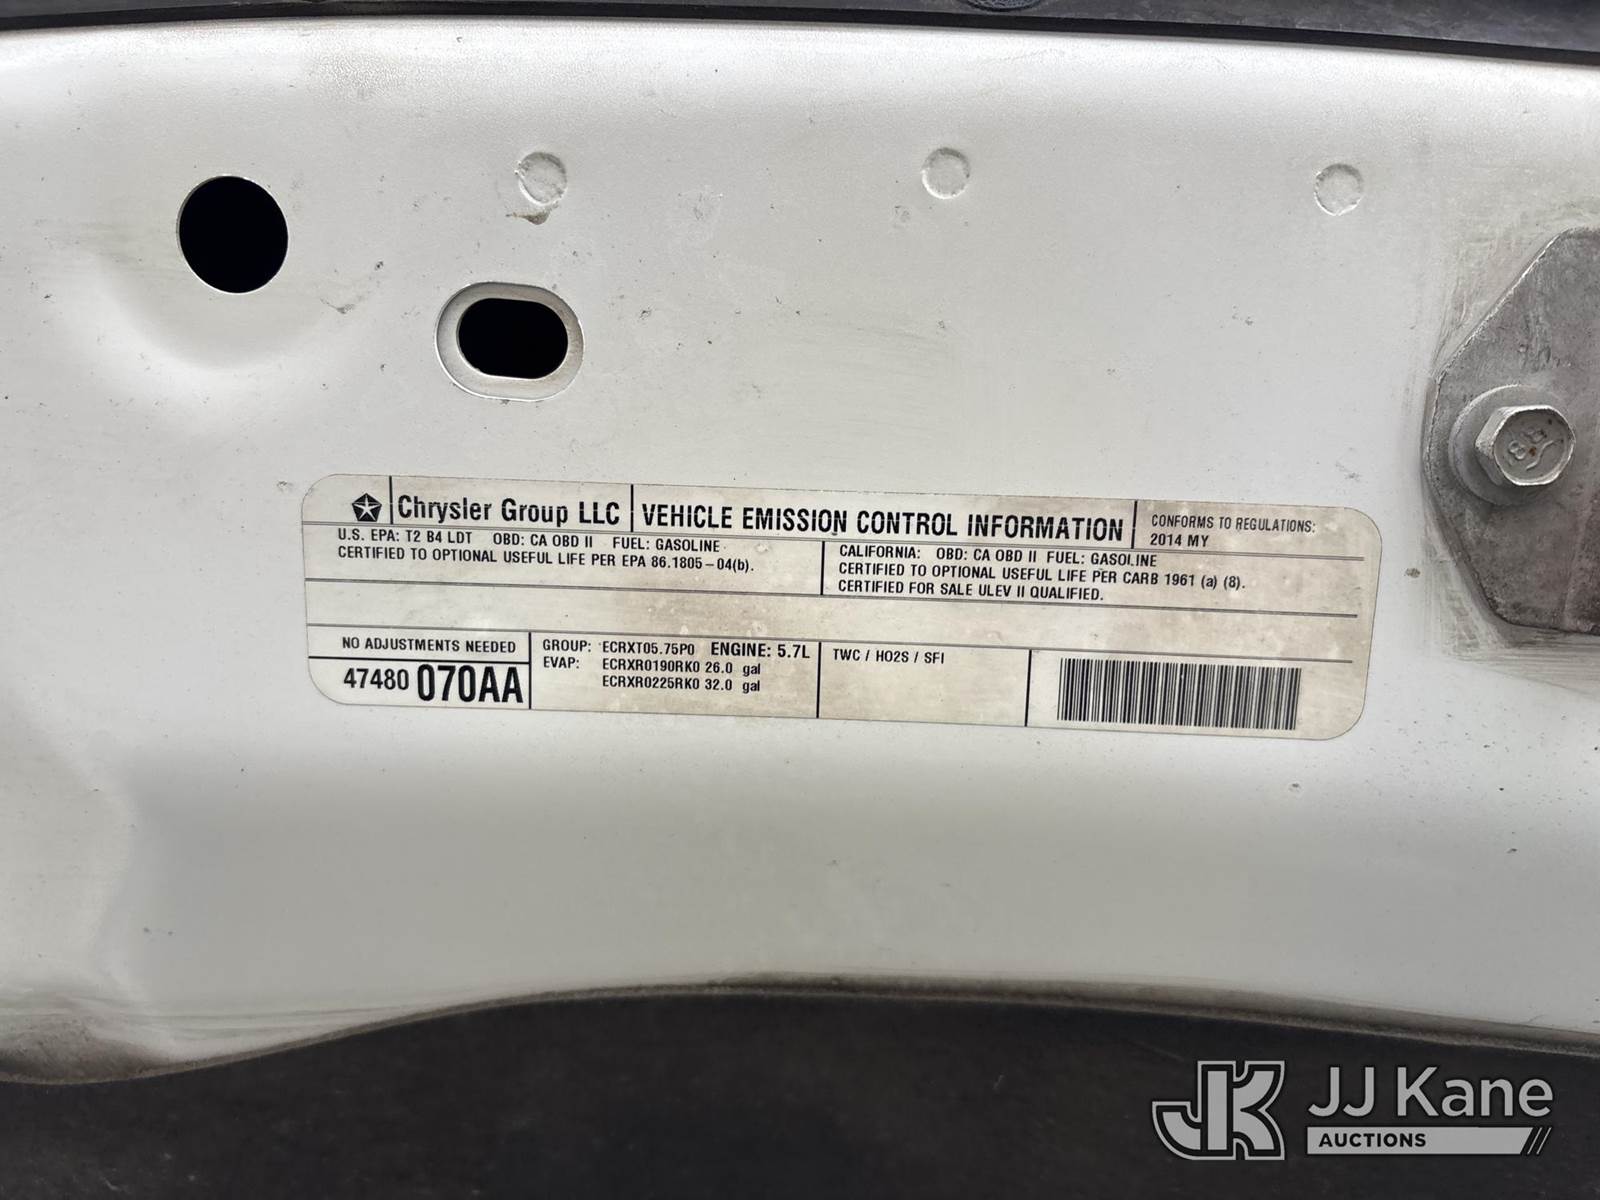 Chrysler Group LLC
VEHICLE EMISSION CONTROL INFORMATION
CONFORMS TO REGULATIONS:
2014 MY
U.S. EPA: T2 B4 LDT OBD: CA OBD II FUEL: GASOLINE
CERTIFIED TO OPTIONAL USEFUL LIFE PER EPA 86.1805-04(b).
CALIFORNIA: OBD: CA OBD II FUEL: GASOLINE
CERTIFIED TO OPTIONAL USEFUL LIFE PER CARB 1961 (a) (8).
CERTIFIED FOR SALE ULEV II QUALIFIED.
NO ADJUSTMENTS NEEDED
47480 070AA
GROUP: ECRXT05.75P0 ENGINE: 5.7L
EVAP: ECRXR0190RK0 26.0 gal
ECRXR0225RK0 32.0 gal
TWC / HO2S / SFI
JK JJ Kane
AUCTIONS